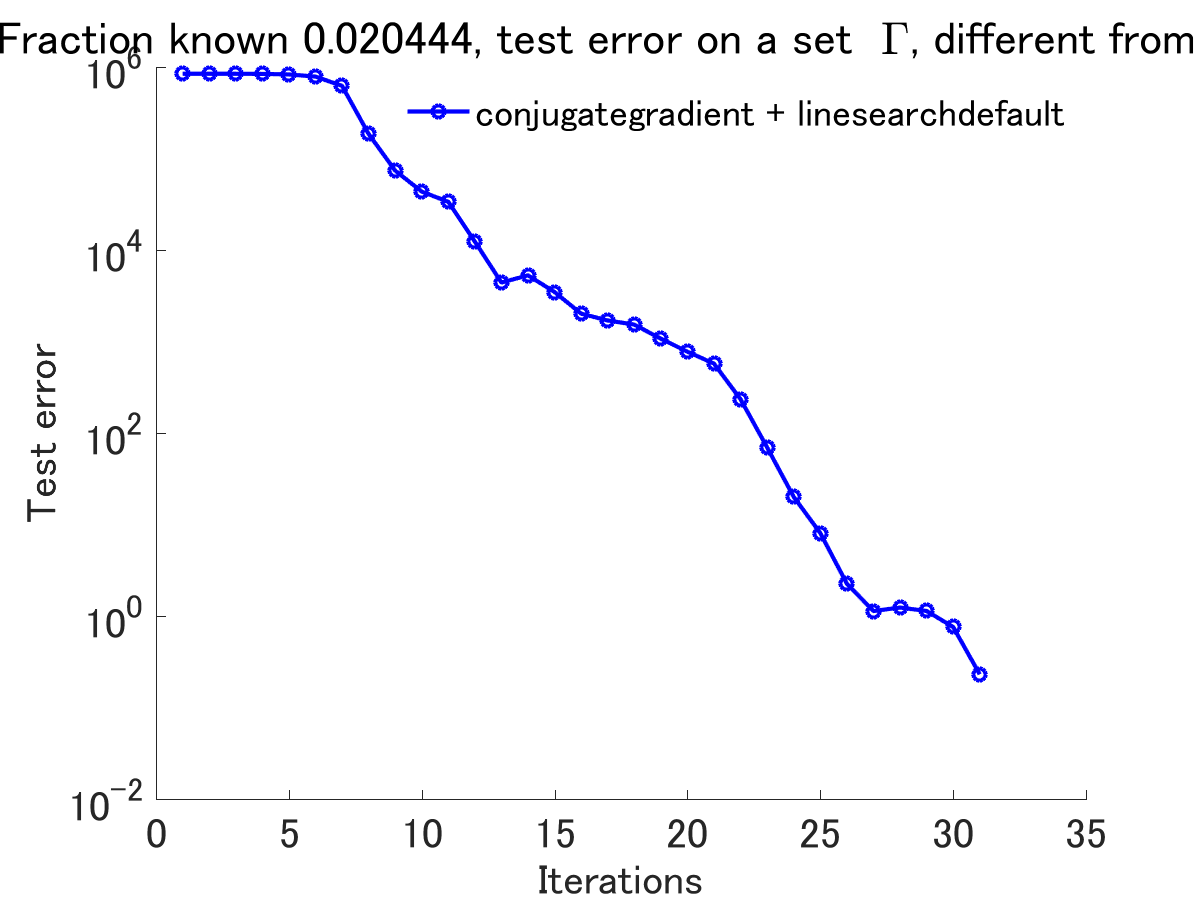 Fraction known 0.020444, test error on a set Γ, different from
10^6
conjugategradient + linesearchdefault
10^4
10^2
10^0
10^-2
Test error
0 5 10 15 20 25 30 35
Iterations